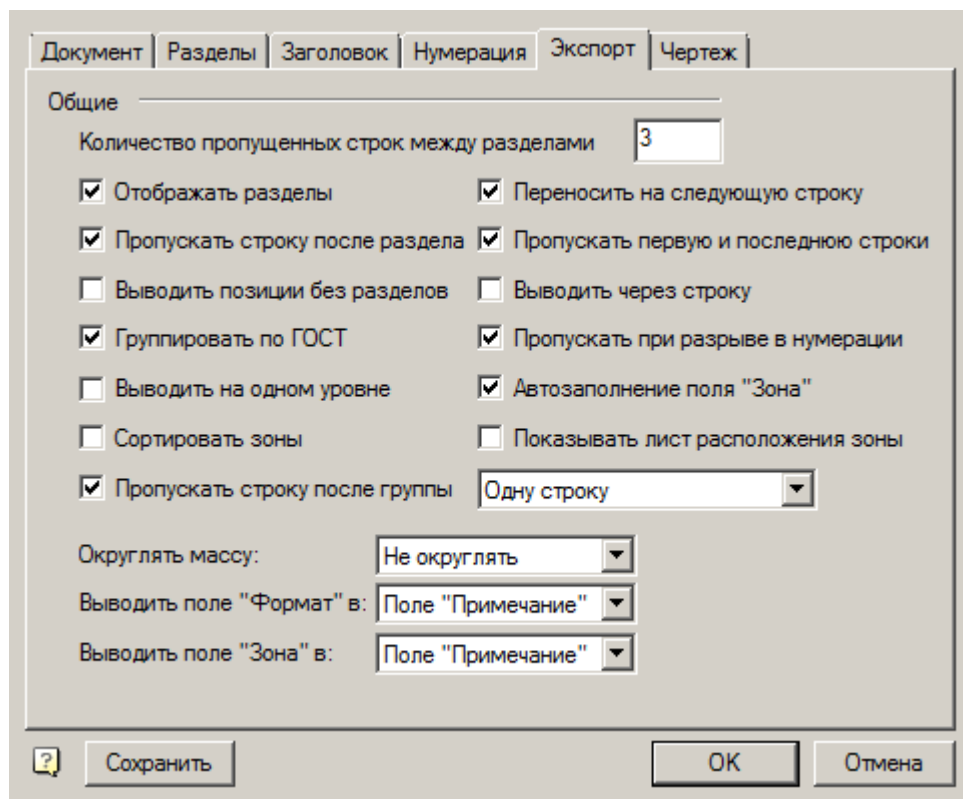 Документ Разделы Заголовок Нумерация Экспорт Чертеж
Общие
Количество пропущенных строк между разделами 3
Отображать разделы Переносить на следующую строку
Пропускать строку после раздела Пропускать первую и последнюю строки
Выводить позиции без разделов Выводить через строку
Группировать по ГОСТ Пропускать при разрыве в нумерации
Выводить на одном уровне Автозаполнение поля "Зона"
Сортировать зоны Показывать лист расположения зоны
Пропускать строку после группы Одну строку
Округлять массу: Не округлять
Выводить поле "Формат" в: Поле "Примечание"
Выводить поле "Зона" в: Поле "Примечание"
? Сохранить OK Отмена